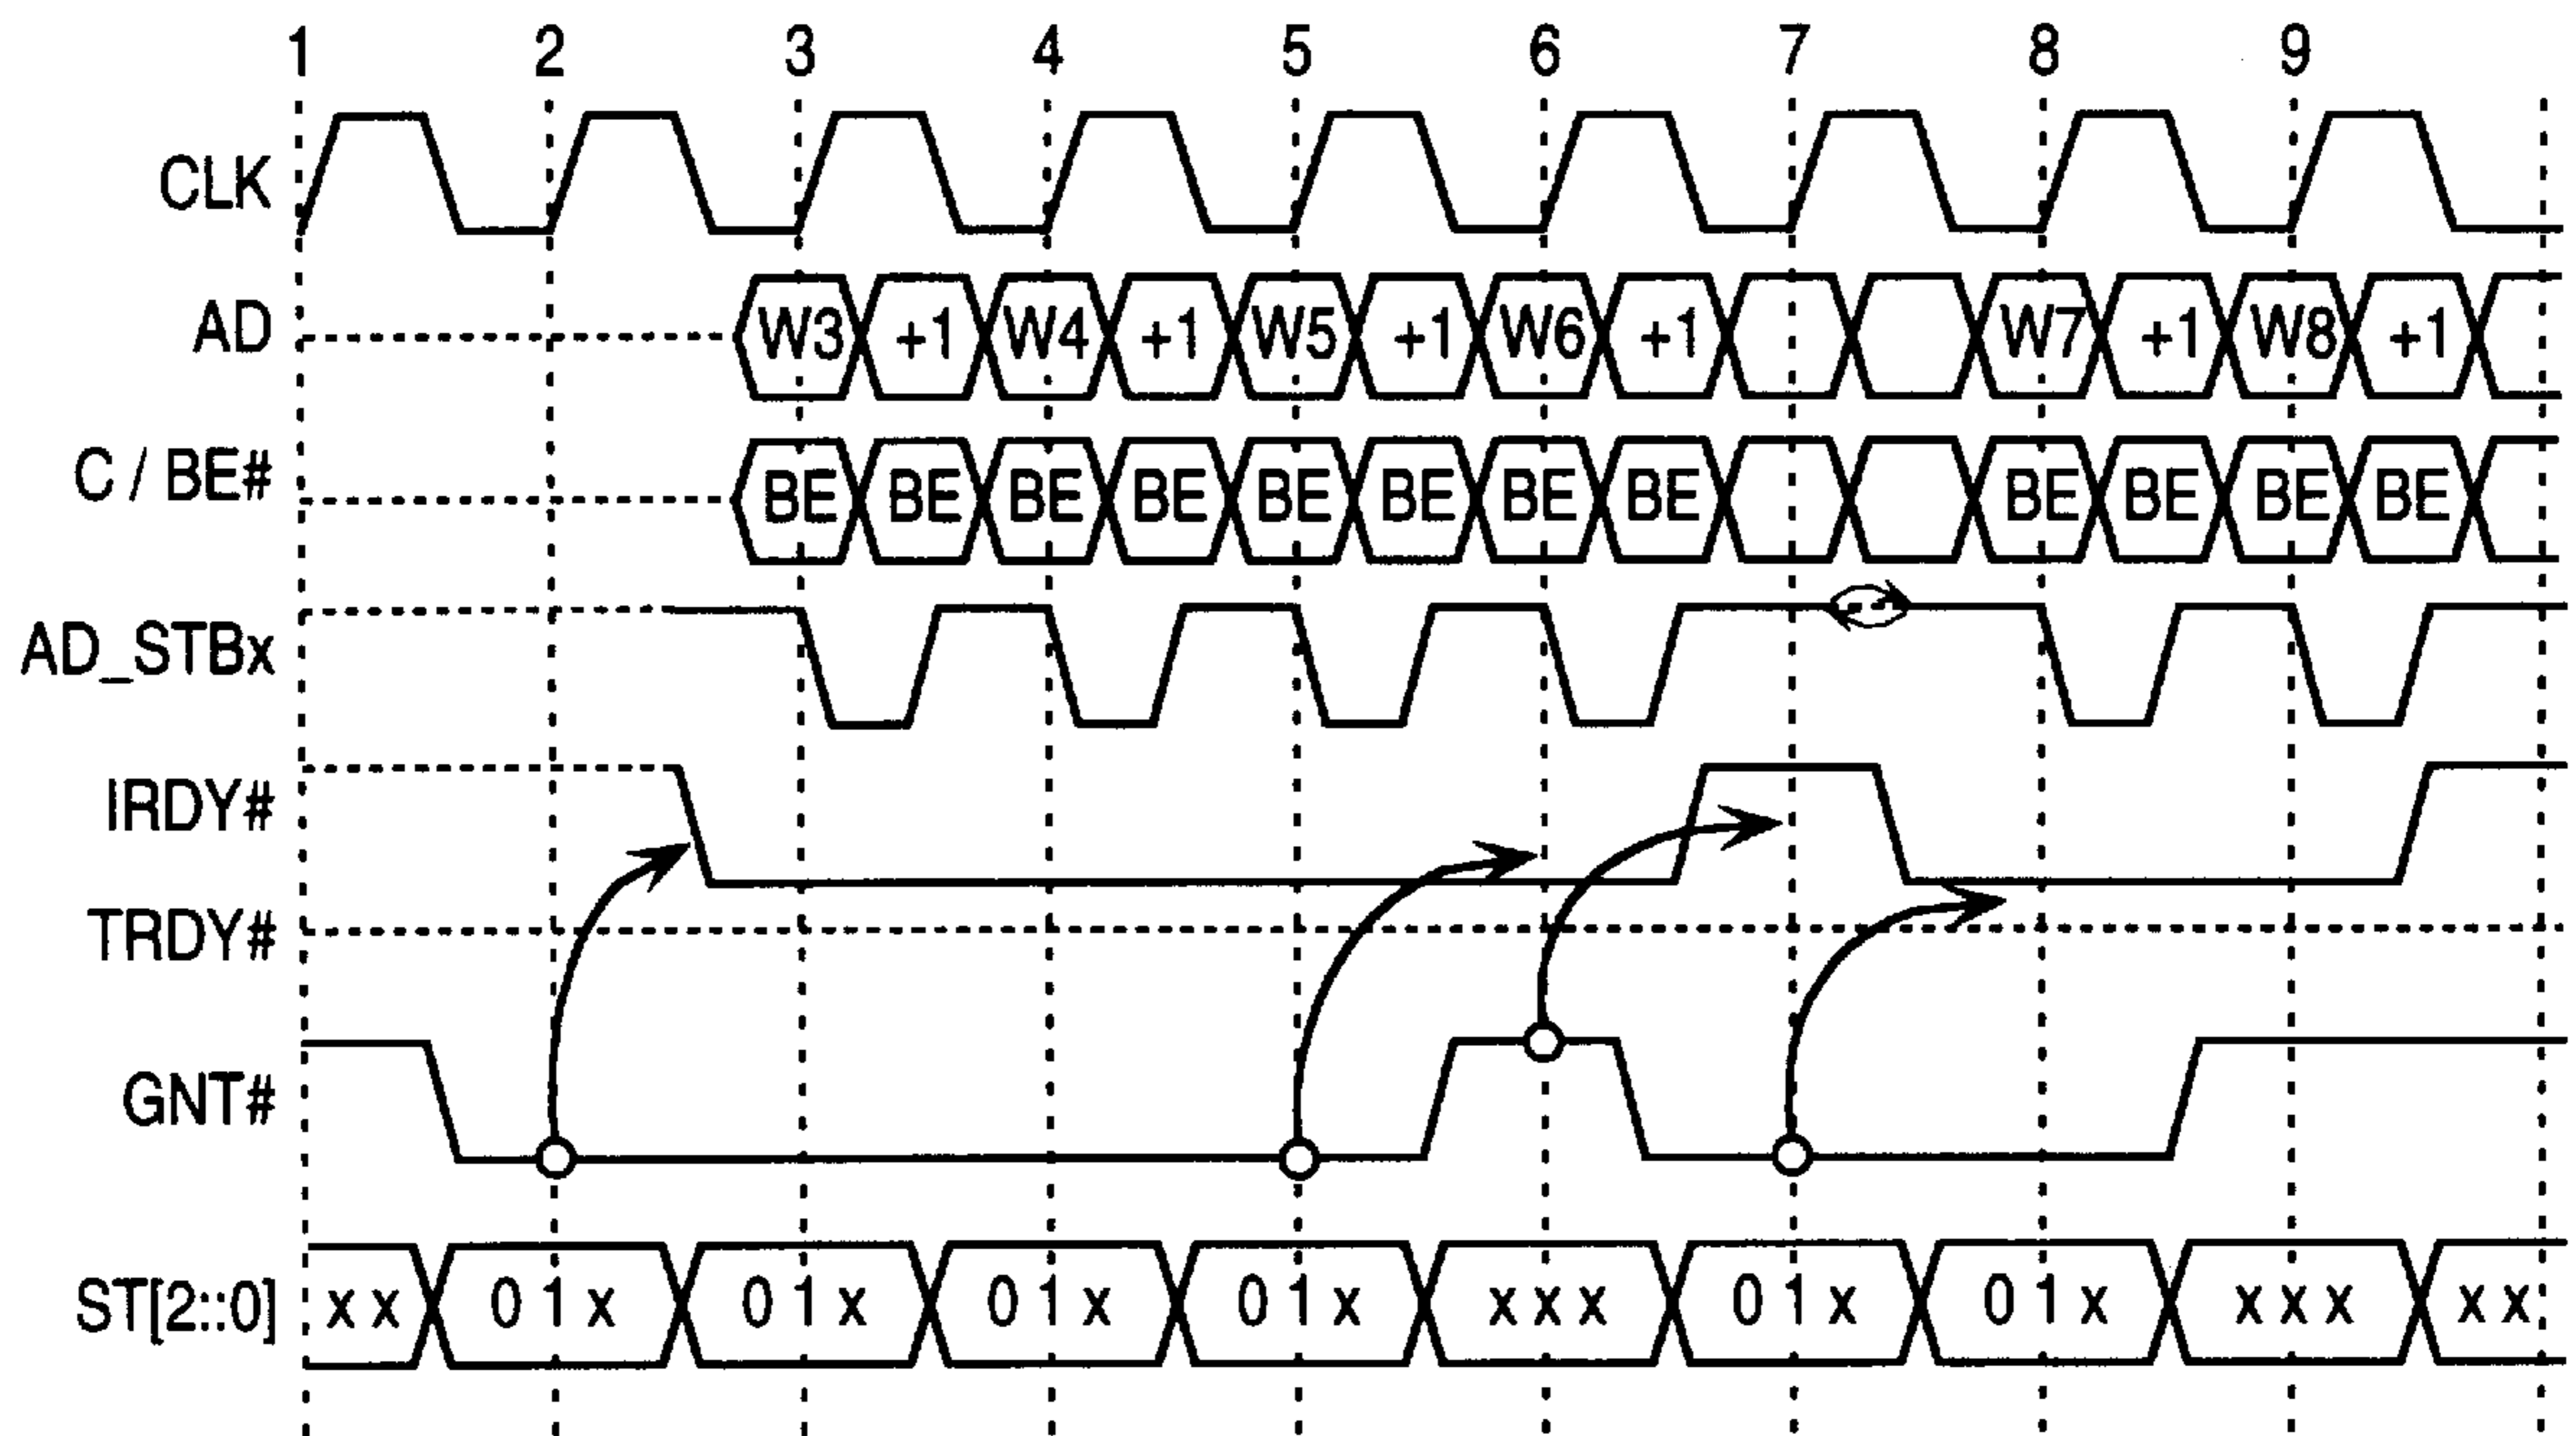 1 2 3 4 5 6 7 8 9
CLK
AD W3 +1 W4 +1 W5 +1 W6 +1 W7 +1 W8 +1
C / BE# BE BE BE BE BE BE BE BE BE BE BE BE
AD_STBx
IRDY#
TRDY#
GNT#
ST[2::0] x x 0 1 x 0 1 x 0 1 x 0 1 x x x x 0 1 x 0 1 x x x x x x